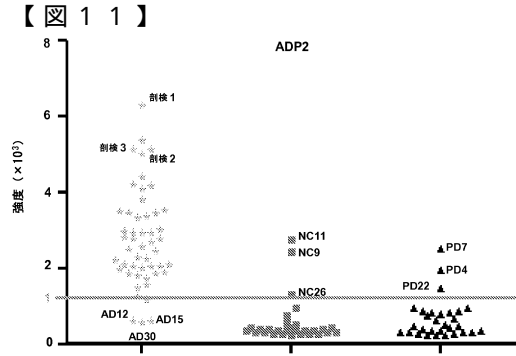 【図１１】
ADP2
強度 (×10³)
8
6
4
2
1
0
剖検 1
剖検 3
剖検 2
AD12
AD15
AD30
NC11
NC9
NC26
PD7
PD4
PD22